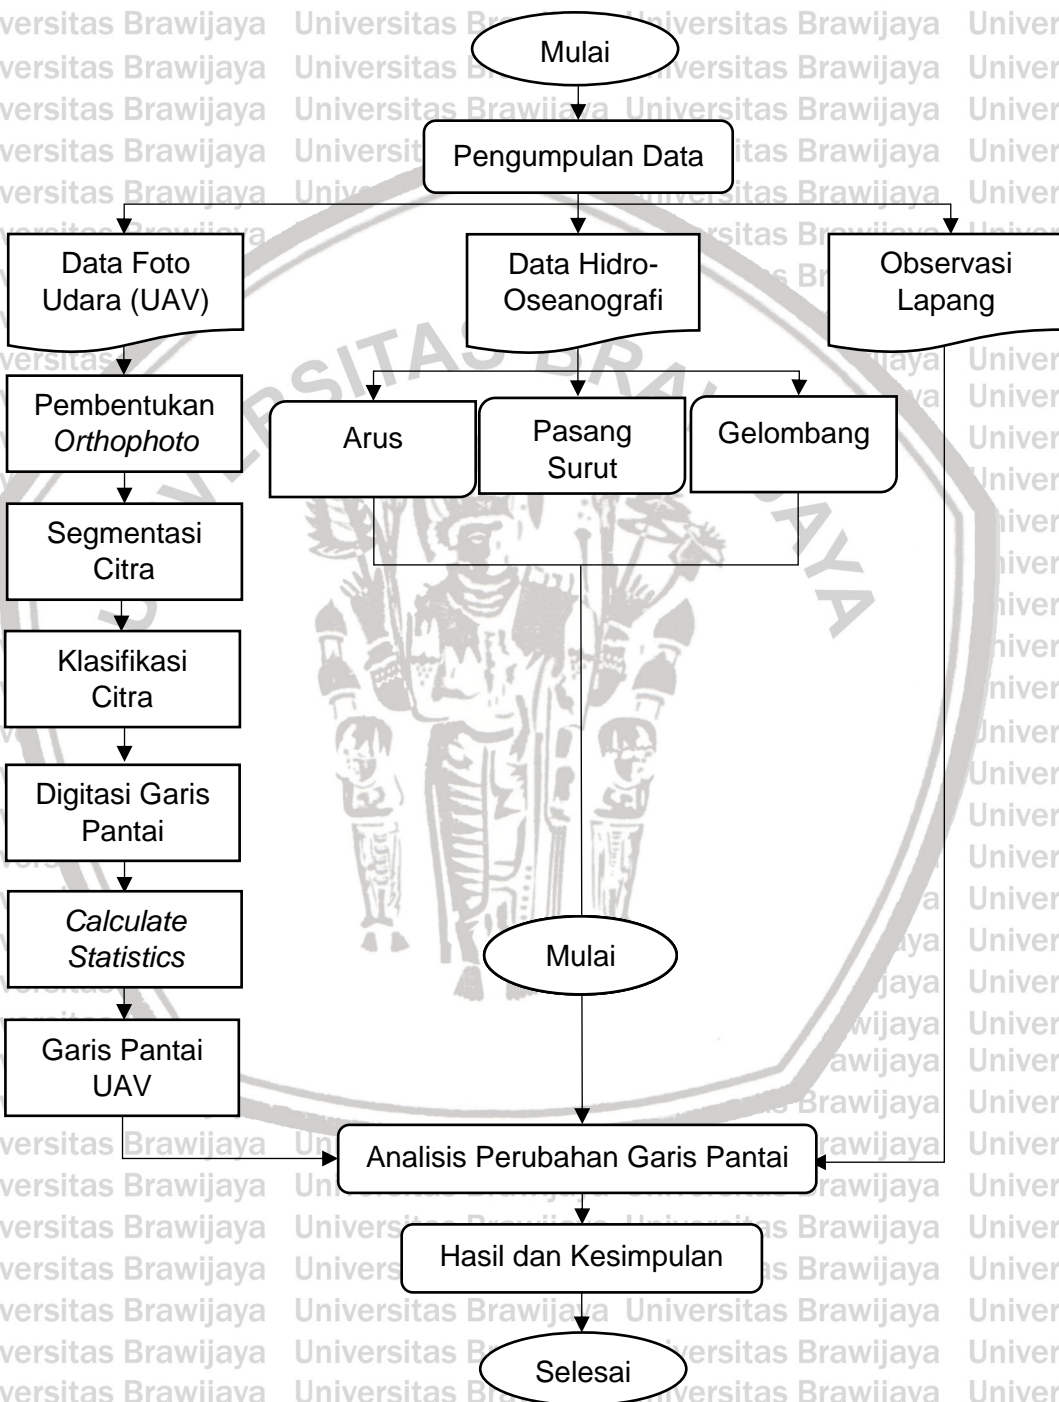 Mulai
Pengumpulan Data
Data Foto
Udara (UAV)
Data Hidro-
Oseanografi
Observasi
Lapang
Pembentukan
Orthophoto
Arus
Pasang
Surut
Gelombang
Segmentasi
Citra
Klasifikasi
Citra
Digitasi Garis
Pantai
Calculate
Statistics
Mulai
Garis Pantai
UAV
Analisis Perubahan Garis Pantai
Hasil dan Kesimpulan
Selesai